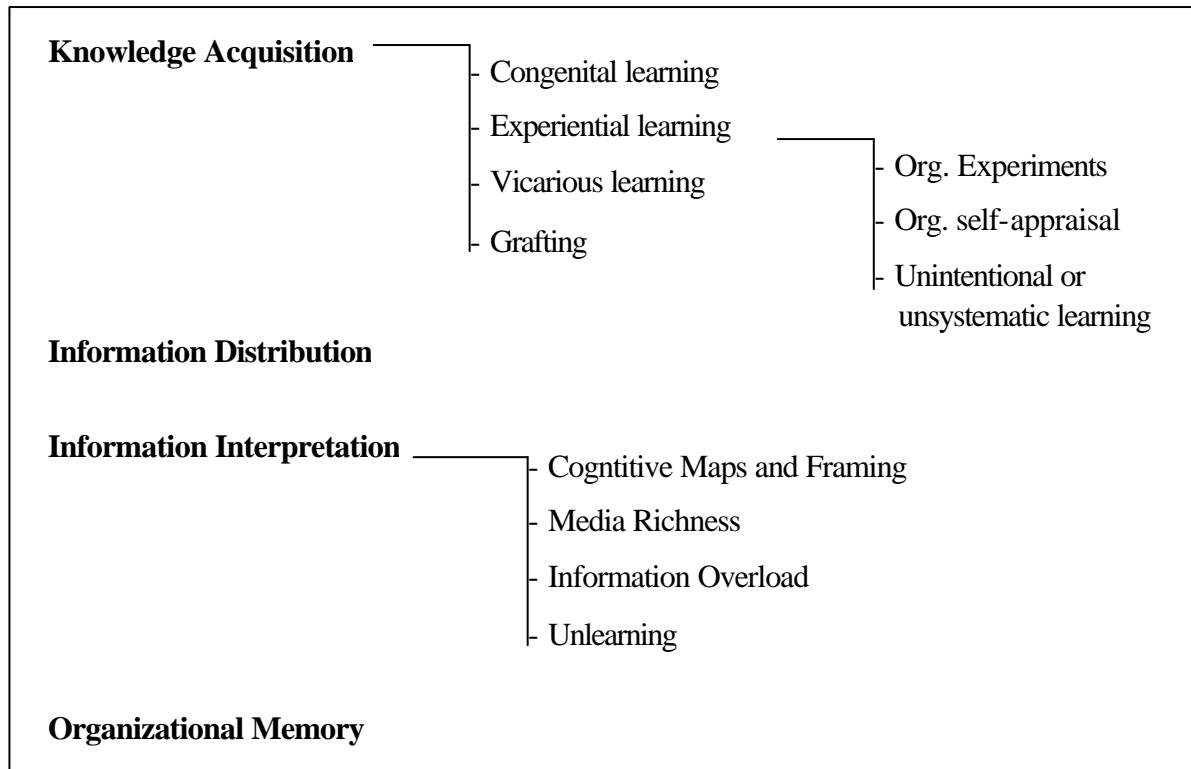 Knowledge Acquisition
- Congenital learning
- Experiential learning
- Vicarious learning
- Grafting
- Org. Experiments
- Org. self-appraisal
- Unintentional or
unsystematic learning
Information Distribution
Information Interpretation
- Cogntitive Maps and Framing
- Media Richness
- Information Overload
- Unlearning
Organizational Memory